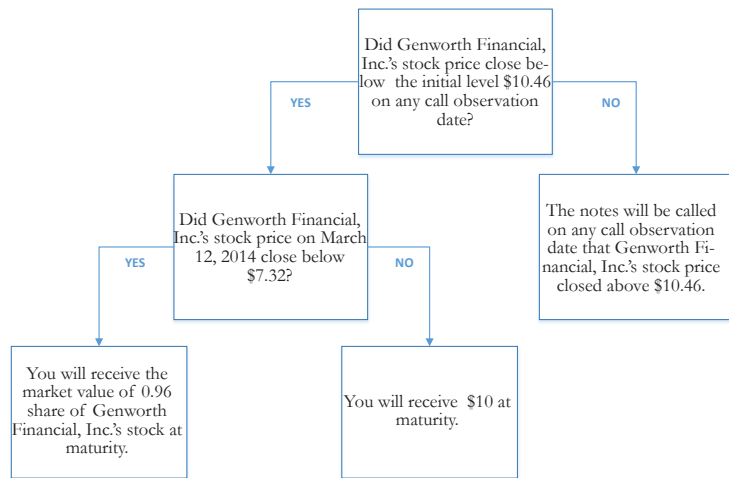 Did Genworth Financial,
Inc.'s stock price close be-
low the initial level $10.46
on any call observation
date?
YES
NO
Did Genworth Financial,
Inc.'s stock price on March
12, 2014 close below
$7.32?
The notes will be called
on any call observation
date that Genworth Fi-
nancial, Inc.'s stock price
closed above $10.46.
YES
NO
You will receive the
market value of 0.96
share of Genworth
Financial, Inc.'s stock at
maturity.
You will receive $10 at
maturity.